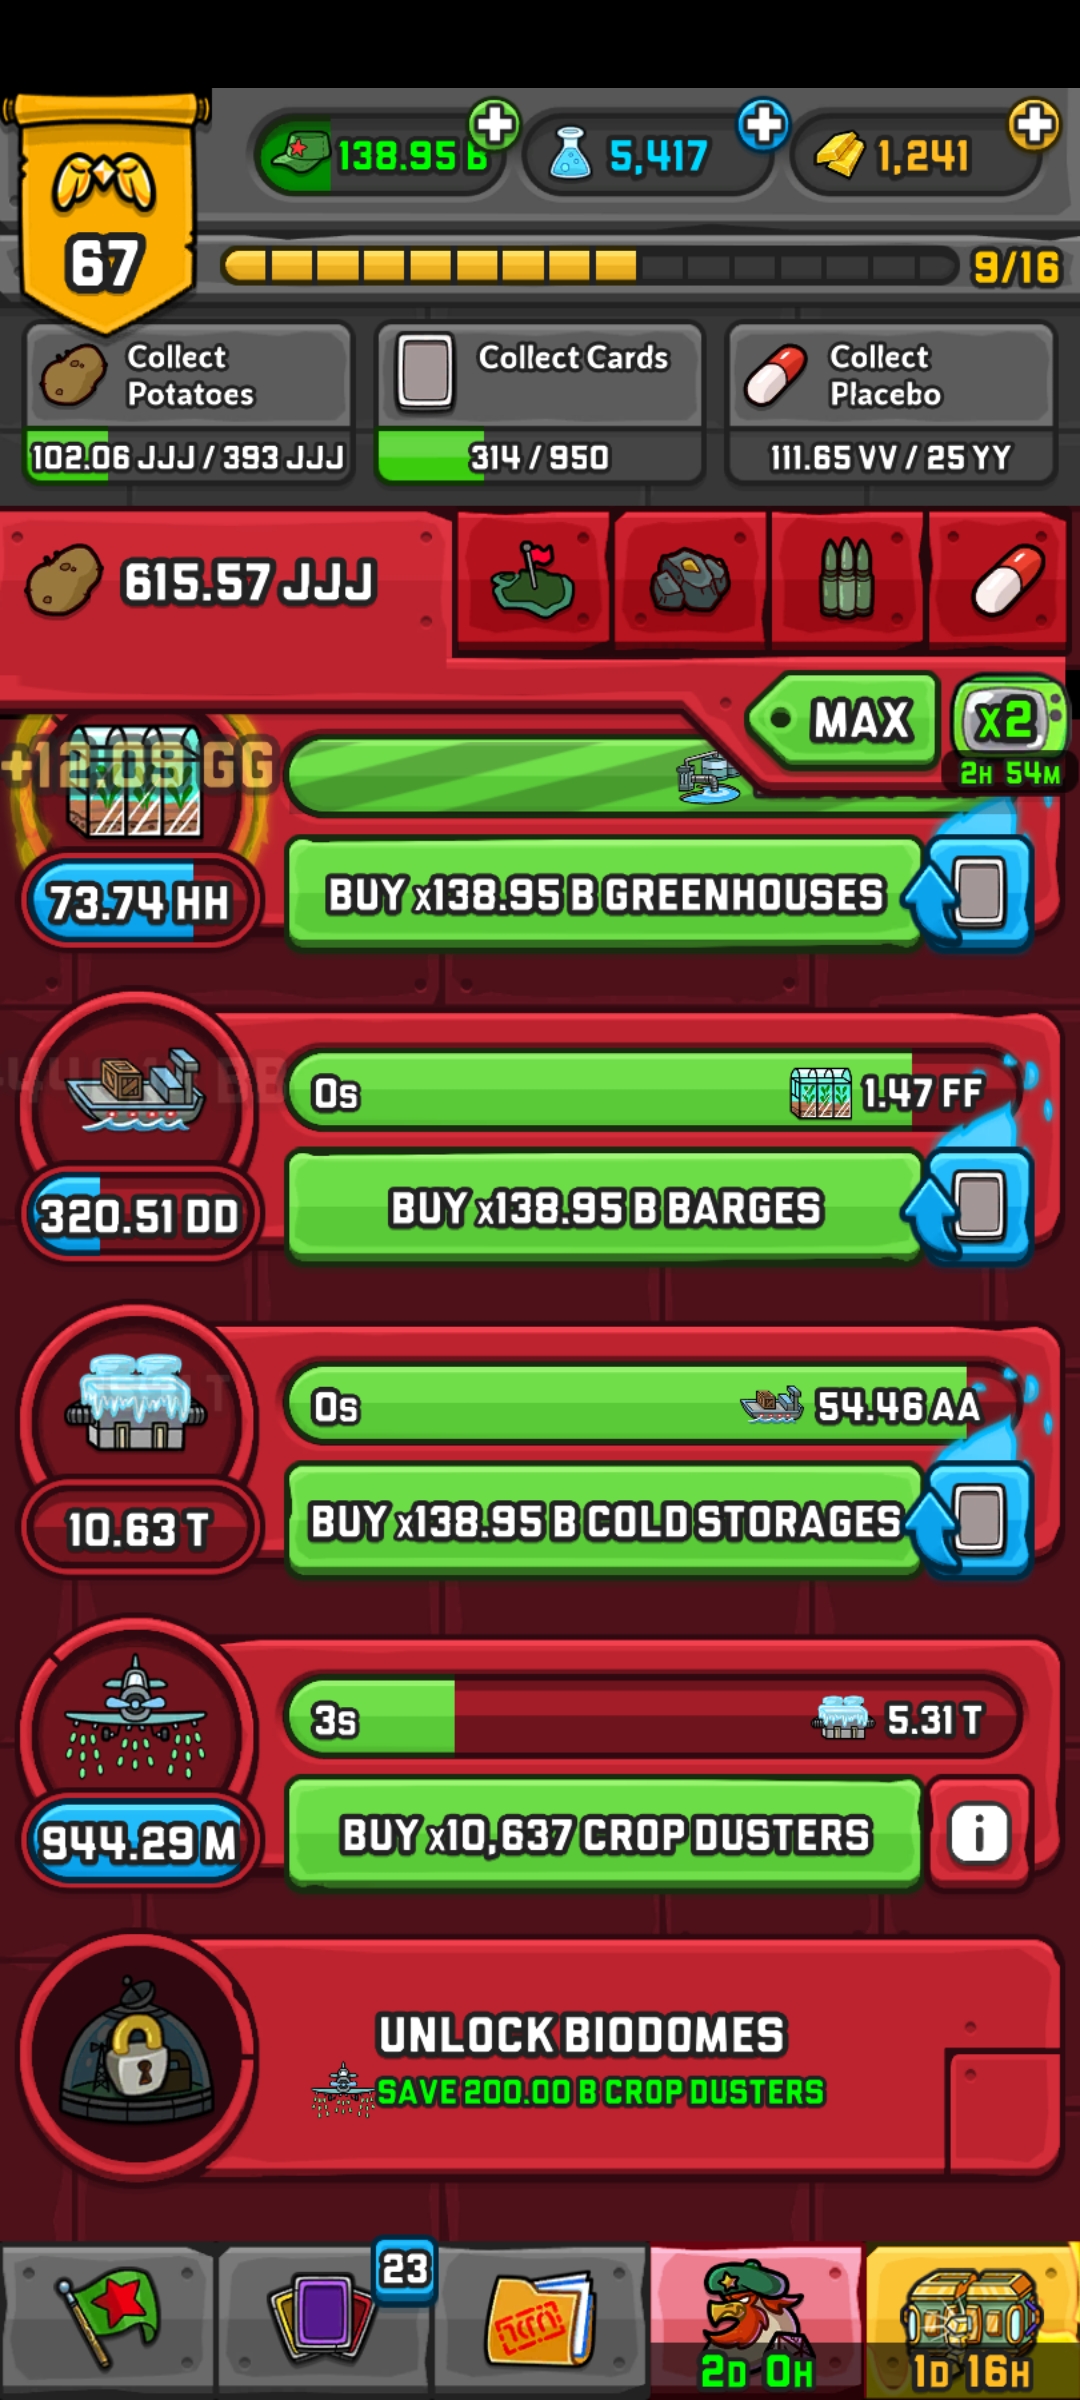 138.95 B
5,417
1,241
67
9/16
Collect
Potatoes
102.06 JJJ / 393 JJJ
Collect Cards
314 / 950
Collect
Placebo
111.65 VV / 25 YY
615.57 JJJ
MAX
x2
2H 54M
+12.09 GG
73.74 HH
BUY x138.95 B GREENHOUSES
0s
1.47 FF
320.51 DD
BUY x138.95 B BARGES
0s
54.46 AA
10.63 T
BUY x138.95 B COLD STORAGES
3s
5.31 T
944.29 M
BUY x10,637 CROP DUSTERS
i
UNLOCK BIODOMES
SAVE 200.00 B CROP DUSTERS
23
2D 0H
1D 16H